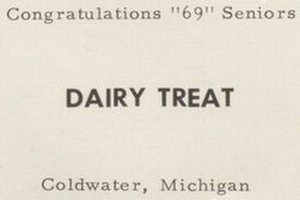 Congratulations "69" Seniors
DAIRY TREAT
Coldwater, Michigan